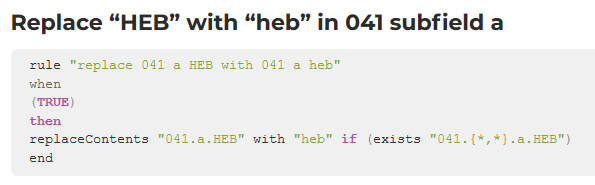 Replace “HEB” with “heb” in 041 subfield a
rule "replace 041 a HEB with 041 a heb"
when
(TRUE)
then
replaceContents "041.a.HEB" with "heb" if (exists "041.{*,*}.a.HEB")
end